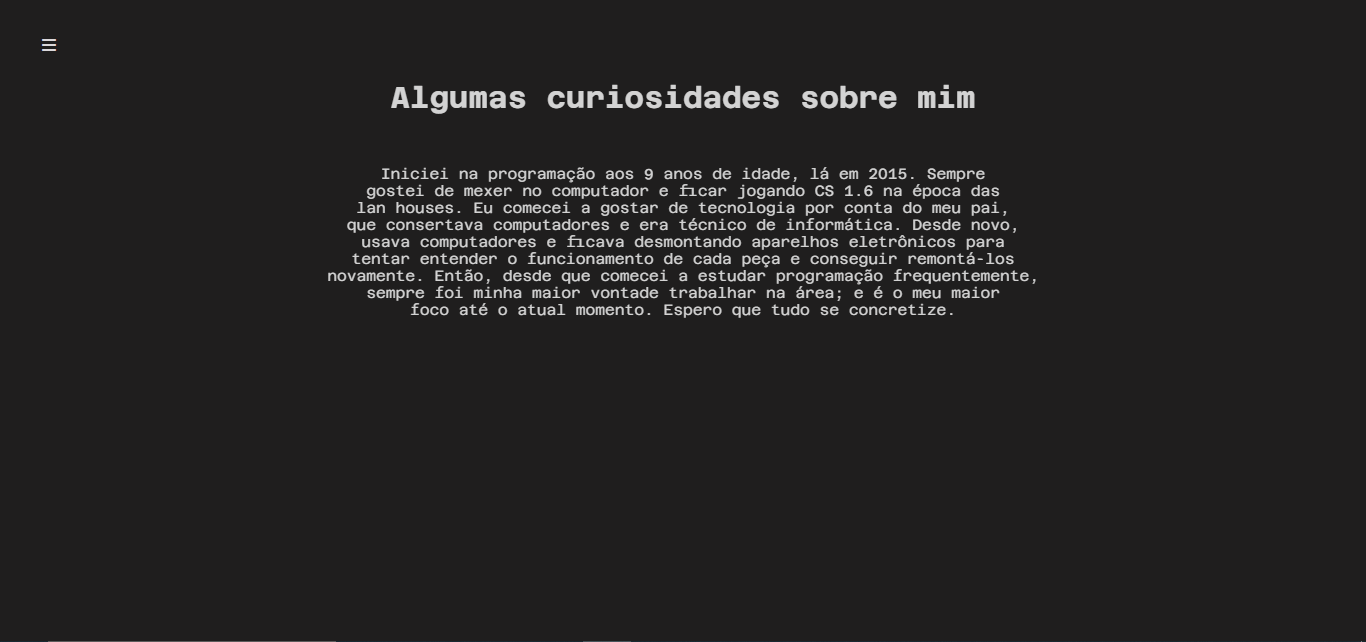 Algumas curiosidades sobre mim
Iniciei na programação aos 9 anos de idade, lá em 2015. Sempre
gostei de mexer no computador e ficar jogando CS 1.6 na época das
lan houses. Eu comecei a gostar de tecnologia por conta do meu pai,
que consertava computadores e era técnico de informática. Desde novo,
usava computadores e ficava desmontando aparelhos eletrônicos para
tentar entender o funcionamento de cada peça e conseguir remontá-los
novamente. Então, desde que comecei a estudar programação frequentemente,
sempre foi minha maior vontade trabalhar na área; e é o meu maior
foco até o atual momento. Espero que tudo se concretize.